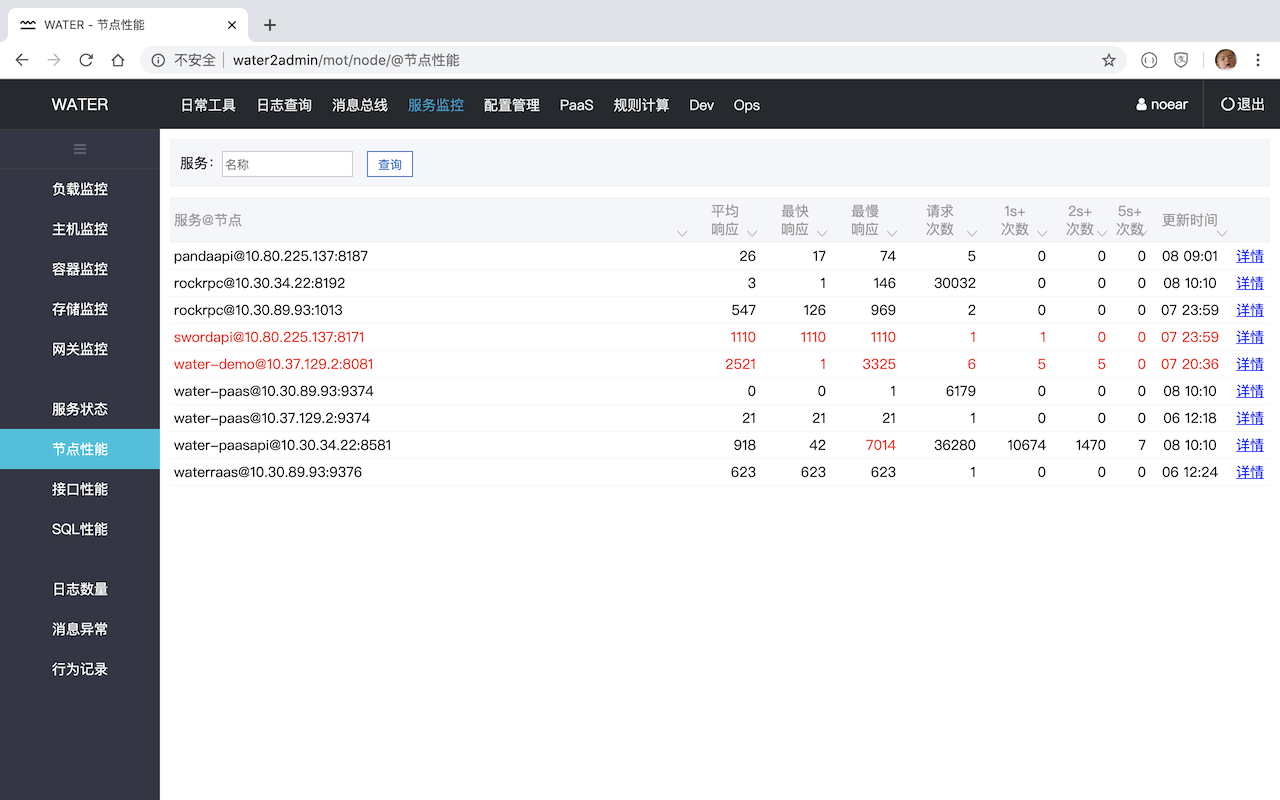 WATER - 节点性能
不安全 water2admin/mot/node/@节点性能
WATER 日常工具 日志查询 消息总线 服务监控 配置管理 PaaS 规则计算 Dev Ops noear 退出
负载监控
主机监控
容器监控
存储监控
网关监控
服务状态
节点性能
接口性能
SQL性能
日志数量
消息异常
行为记录
服务： 名称 查询
服务@节点 平均响应 最快响应 最慢响应 请求次数 1s+次数 2s+次数 5s+次数 更新时间
pandaapi@10.80.225.137:8187 26 17 74 5 0 0 0 08 09:01 详情
rockrpc@10.30.34.22:8192 3 1 146 30032 0 0 0 08 10:10 详情
rockrpc@10.30.89.93:1013 547 126 969 2 0 0 0 07 23:59 详情
swordapi@10.80.225.137:8171 1110 1110 1110 1 1 0 0 07 23:59 详情
water-demo@10.37.129.2:8081 2521 1 3325 6 5 5 0 07 20:36 详情
water-paas@10.30.89.93:9374 0 0 1 6179 0 0 0 08 10:10 详情
water-paas@10.37.129.2:9374 21 21 21 1 0 0 0 06 12:18 详情
water-paasapi@10.30.34.22:8581 918 42 7014 36280 10674 1470 7 08 10:10 详情
waterraas@10.30.89.93:9376 623 623 623 1 0 0 0 06 12:24 详情